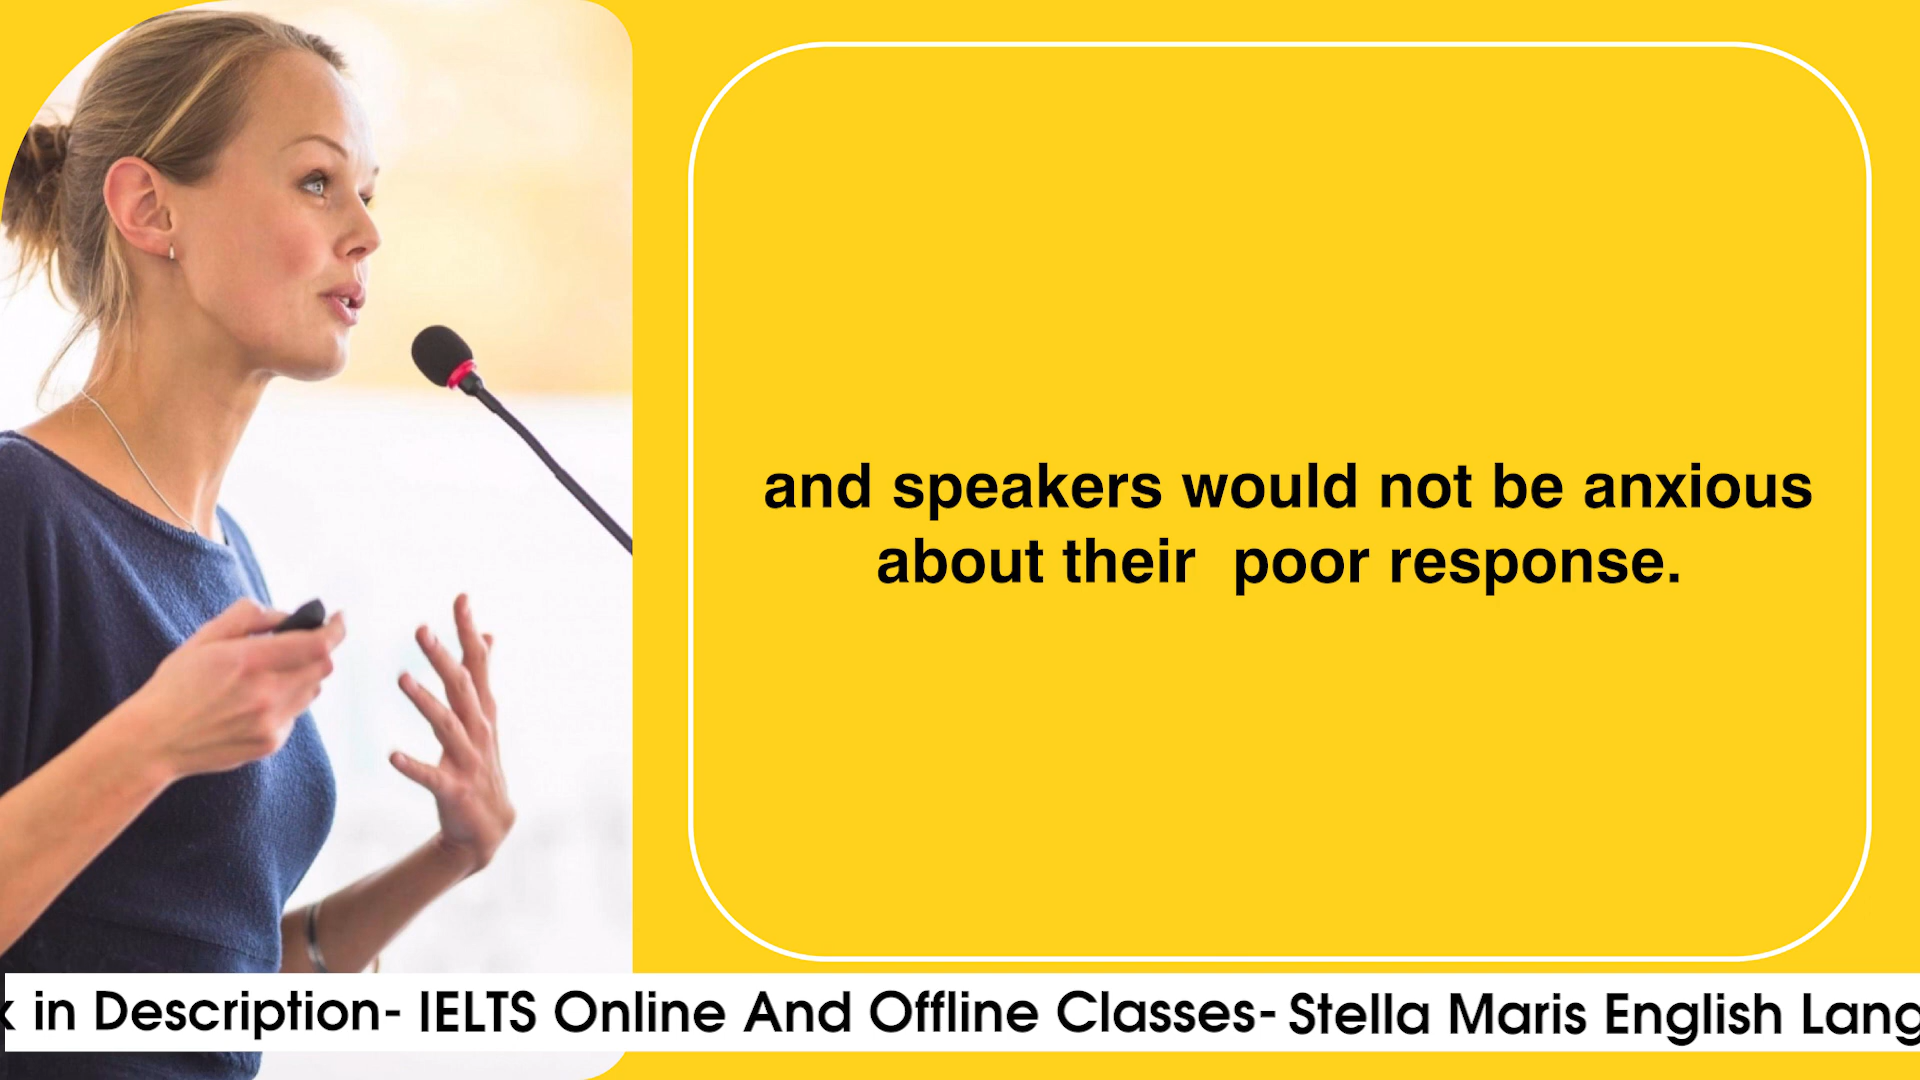 and speakers would not be anxious
about their  poor response.
in Description- IELTS Online And Offline Classes- Stella Maris English